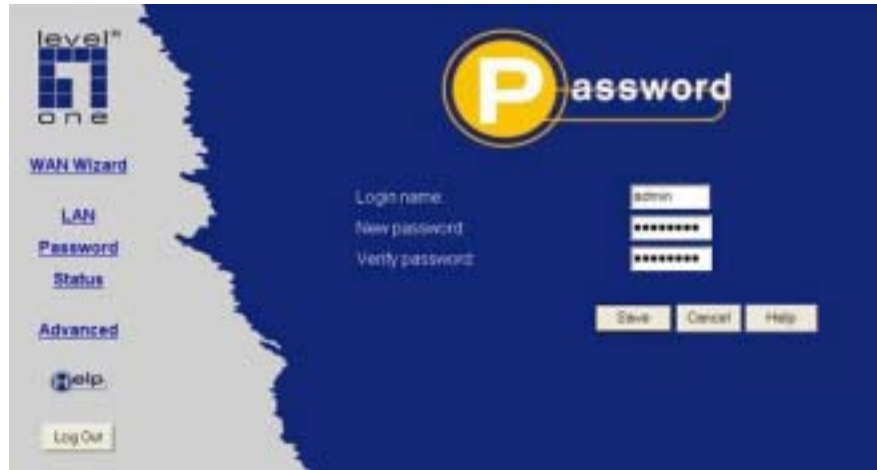 level®
one
WAN Wizard
LAN
Password
Status
Advanced
Help
Log Out
Password
Login name: admin
New password: ••••••••
Verify password: ••••••••
Save Cancel Help